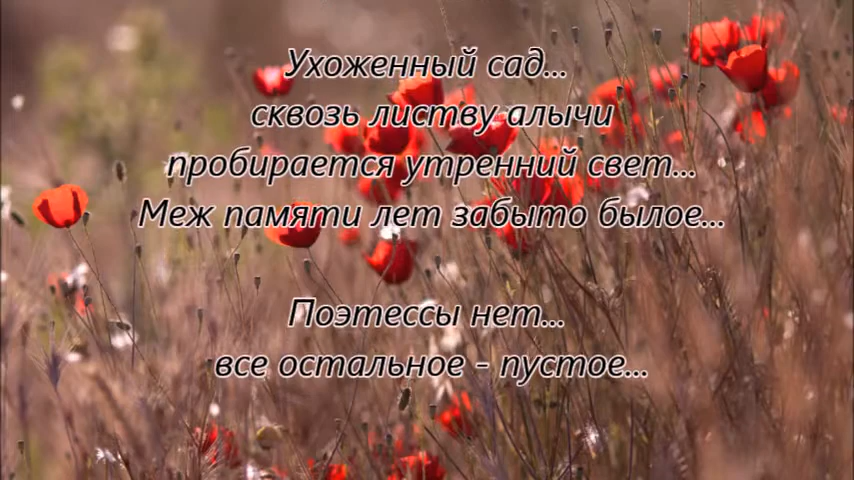 Ухоженный сад...
сквозь листву алычи
пробирается утренний свет...
Меж памяти лет забыто былое...
Поэтессы нет...
все остальное - пустое...